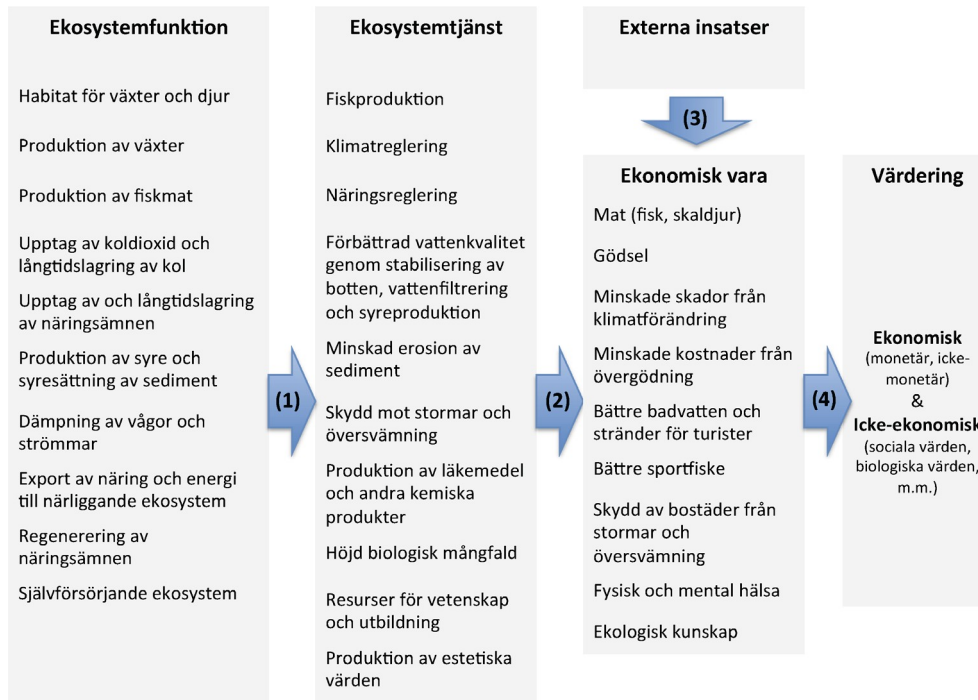 Ekosystemfunktion
Habitat för växter och djur
Produktion av växter
Produktion av fiskmat
Upptag av koldioxid och
långtidslagring av kol
Upptag av och långtidslagring
av näringsämnen
Produktion av syre och
syresättning av sediment
Dämpning av vågor och
strömmar
Export av näring och energi
till närliggande ekosystem
Regenerering av
näringsämnen
Självförsörjande ekosystem
(1)
Ekosystemtjänst
Fiskproduktion
Klimatreglering
Näringsreglering
Förbättrad vattenkvalitet
genom stabilisering av
botten, vattenfiltrering
och syreproduktion
Minskad erosion av
sediment
Skydd mot stormar och
översvämning
Produktion av läkemedel
och andra kemiska
produkter
Höjd biologisk mångfald
Resurser för vetenskap
och utbildning
Produktion av estetiska
värden
(2)
Externa insatser
(3)
Ekonomisk vara
Mat (fisk, skaldjur)
Gödsel
Minskade skador från
klimatförändring
Minskade kostnader från
övergödning
Bättre badvatten och
stränder för turister
Bättre sportfiske
Skydd av bostäder från
stormar och
översvämning
Fysisk och mental hälsa
Ekologisk kunskap
(4)
Värdering
Ekonomisk
(monetär, icke-
monetär)
&
Icke-ekonomisk
(sociala värden,
biologiska värden,
m.m.)